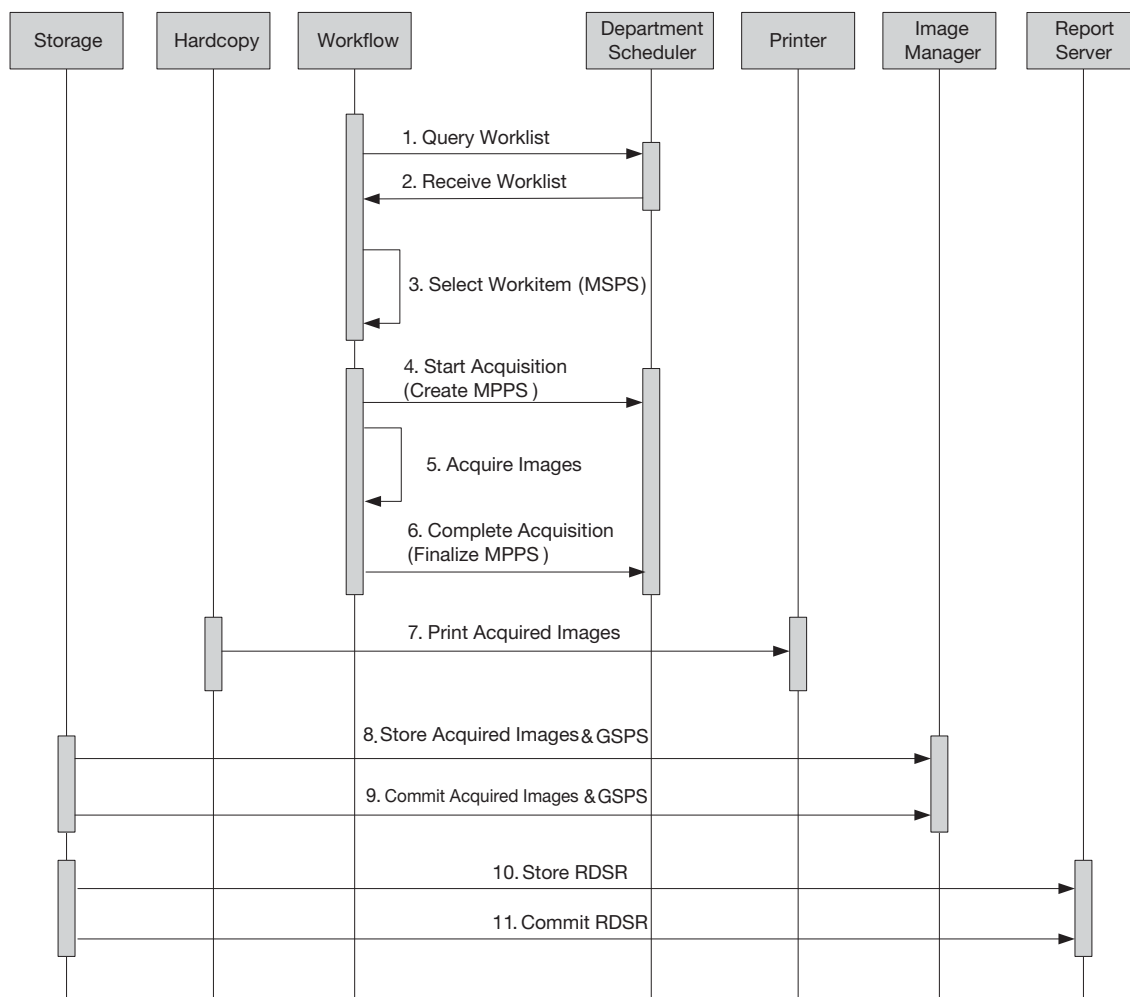 Storage
Hardcopy
Workflow
Department
Scheduler
Printer
Image
Manager
Report
Server
1. Query Worklist
2. Receive Worklist
3. Select Workitem (MSPS)
4. Start Acquisition
(Create MPPS )
5. Acquire Images
6. Complete Acquisition
(Finalize MPPS )
7. Print Acquired Images
8. Store Acquired Images & GSPS
9. Commit Acquired Images & GSPS
10. Store RDSR
11. Commit RDSR